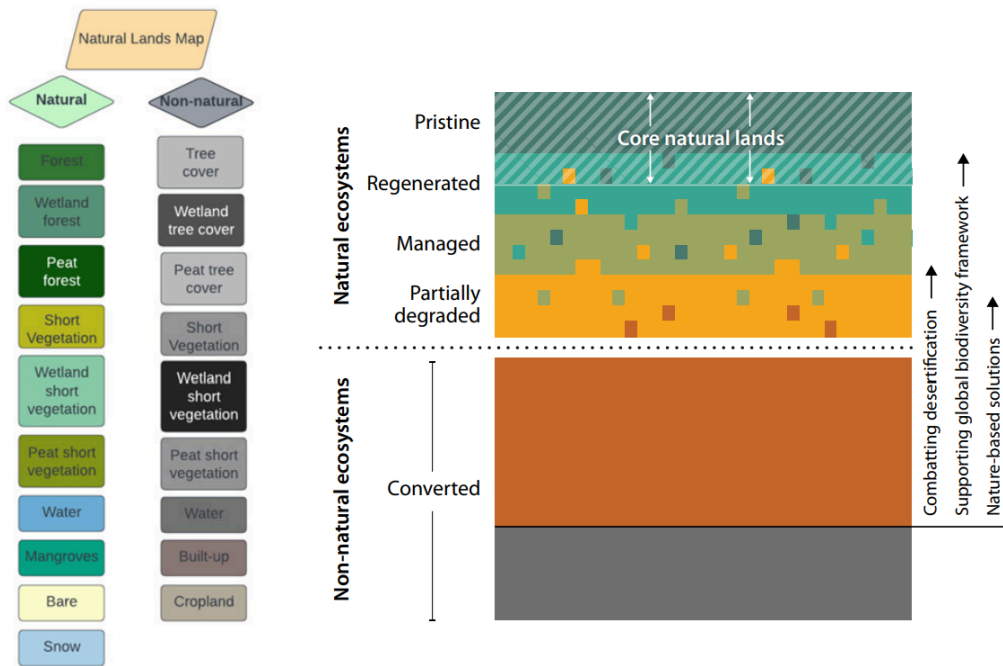 Natural Lands Map
Natural
Non-natural
Forest
Wetland
forest
Peat
forest
Short
Vegetation
Wetland
short
vegetation
Peat short
vegetation
Water
Mangroves
Bare
Snow
Tree
cover
Wetland
tree cover
Peat tree
cover
Short
Vegetation
Wetland
short
vegetation
Peat short
vegetation
Water
Built-up
Cropland
Natural ecosystems
Pristine
Regenerated
Managed
Partially
degraded
Core natural lands
Non-natural ecosystems
Converted
Combatting desertification
Supporting global biodiversity framework
Nature-based solutions